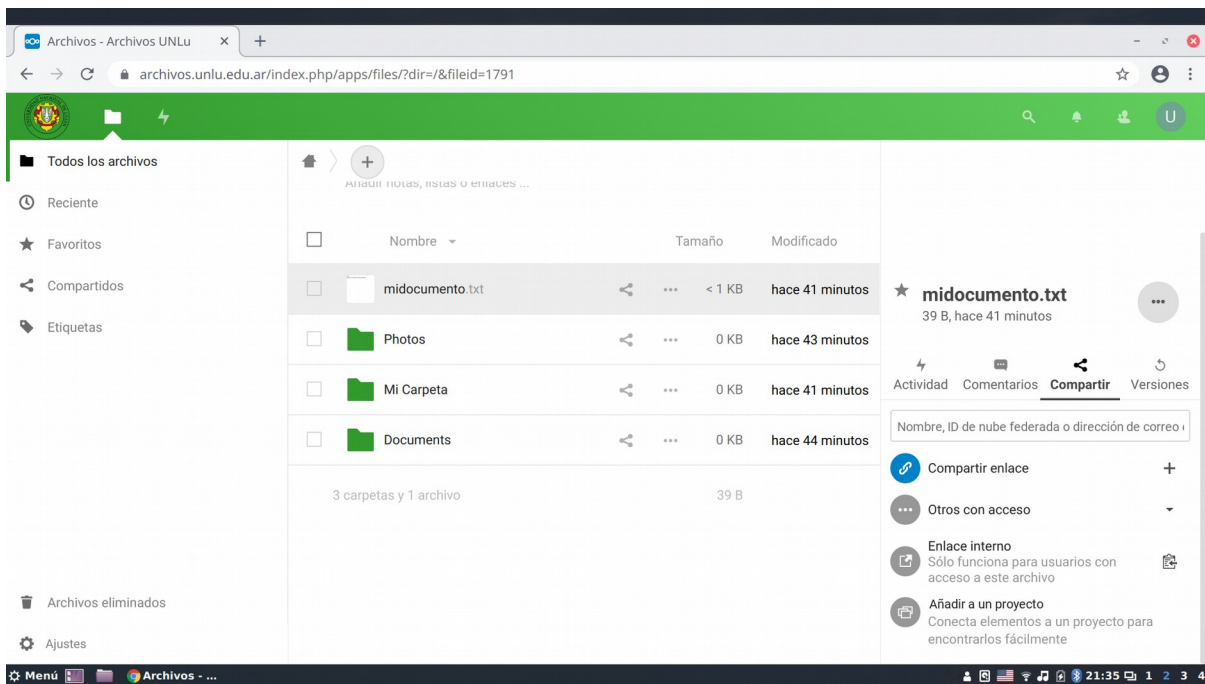 Archivos - Archivos UNLu
archivos.unlu.edu.ar/index.php/apps/files/?dir=/&fileid=1791
U
Todos los archivos
Reciente
Favoritos
Compartidos
Etiquetas
Archivos eliminados
Ajustes
Añadir notas, listas o enlaces ...
Nombre Tamaño Modificado
midocumento.txt < 1 KB hace 41 minutos
Photos 0 KB hace 43 minutos
Mi Carpeta 0 KB hace 41 minutos
Documents 0 KB hace 44 minutos
3 carpetas y 1 archivo 39 B
midocumento.txt
39 B, hace 41 minutos
Actividad Comentarios Compartir Versiones
Nombre, ID de nube federada o dirección de correo
Compartir enlace
Otros con acceso
Enlace interno
Sólo funciona para usuarios con
acceso a este archivo
Añadir a un proyecto
Conecta elementos a un proyecto para
encontrarlos fácilmente
Menú Archivos - ... 21:35 1 2 3 4